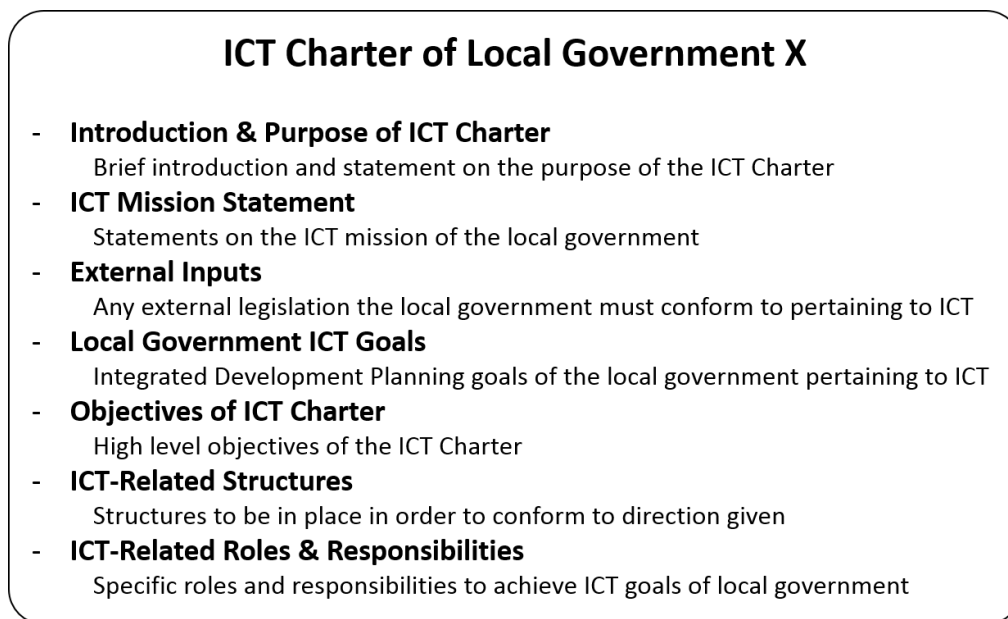 ICT Charter of Local Government X
- Introduction & Purpose of ICT Charter
Brief introduction and statement on the purpose of the ICT Charter
- ICT Mission Statement
Statements on the ICT mission of the local government
- External Inputs
Any external legislation the local government must conform to pertaining to ICT
- Local Government ICT Goals
Integrated Development Planning goals of the local government pertaining to ICT
- Objectives of ICT Charter
High level objectives of the ICT Charter
- ICT-Related Structures
Structures to be in place in order to conform to direction given
- ICT-Related Roles & Responsibilities
Specific roles and responsibilities to achieve ICT goals of local government